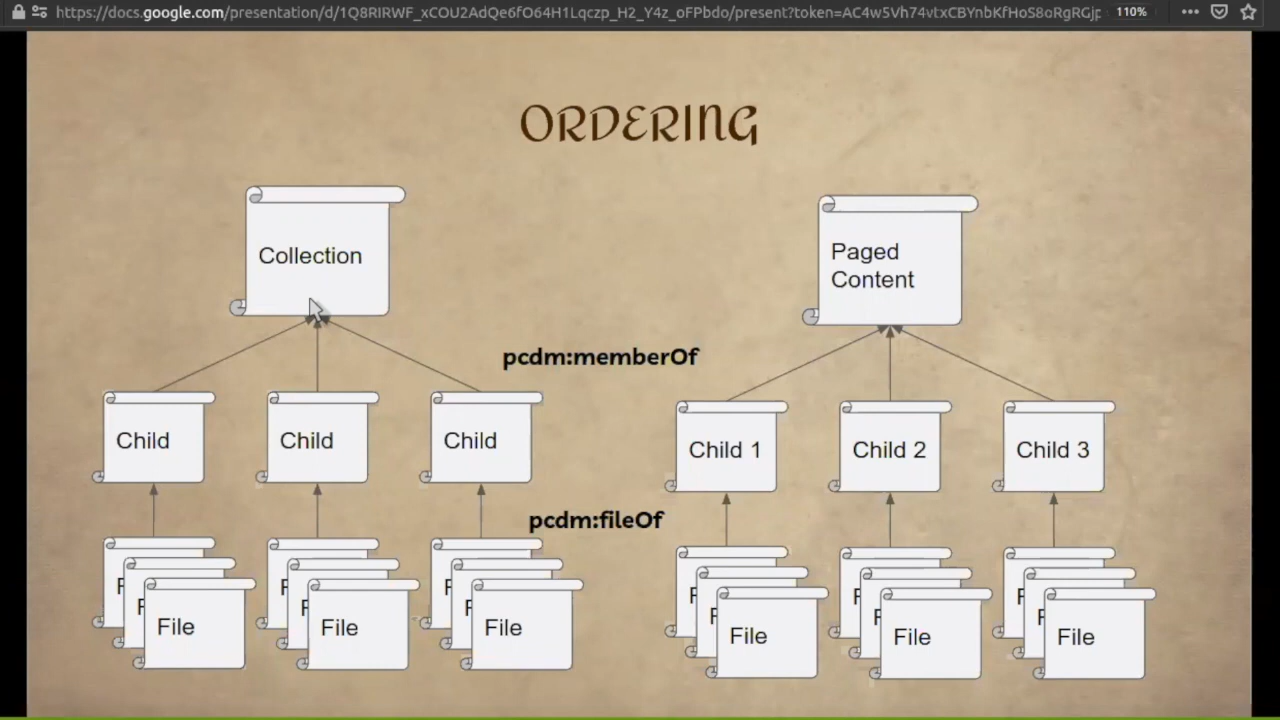 https://docs.google.com/presentation/d/1Q8RIRWF_xCOU2AdQe6fO64H1Lqczp_H2_Y4z_oFPbdo/present?token=AC4w5Vh74vtxCBYnbKfHoS8oRgRGjp 110%
ORDERING
Collection
Paged
Content
pcdm:memberOf
Child
Child
Child
Child 1
Child 2
Child 3
pcdm:fileOf
File
File
File
File
File
File